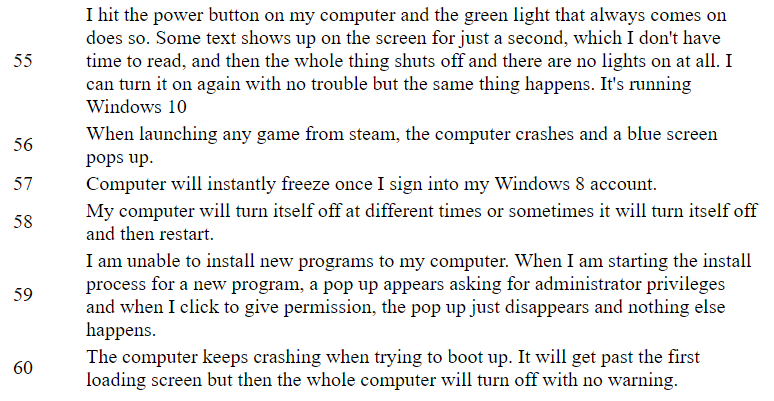 I hit the power button on my computer and the green light that always comes on
does so. Some text shows up on the screen for just a second, which I don't have
55 time to read, and then the whole thing shuts off and there are no lights on at all. I
can turn it on again with no trouble but the same thing happens. It's running
Windows 10
56 When launching any game from steam, the computer crashes and a blue screen
pops up.
57 Computer will instantly freeze once I sign into my Windows 8 account.
58 My computer will turn itself off at different times or sometimes it will turn itself off
and then restart.
I am unable to install new programs to my computer. When I am starting the install
process for a new program, a pop up appears asking for administrator privileges
59 and when I click to give permission, the pop up just disappears and nothing else
happens.
60 The computer keeps crashing when trying to boot up. It will get past the first
loading screen but then the whole computer will turn off with no warning.